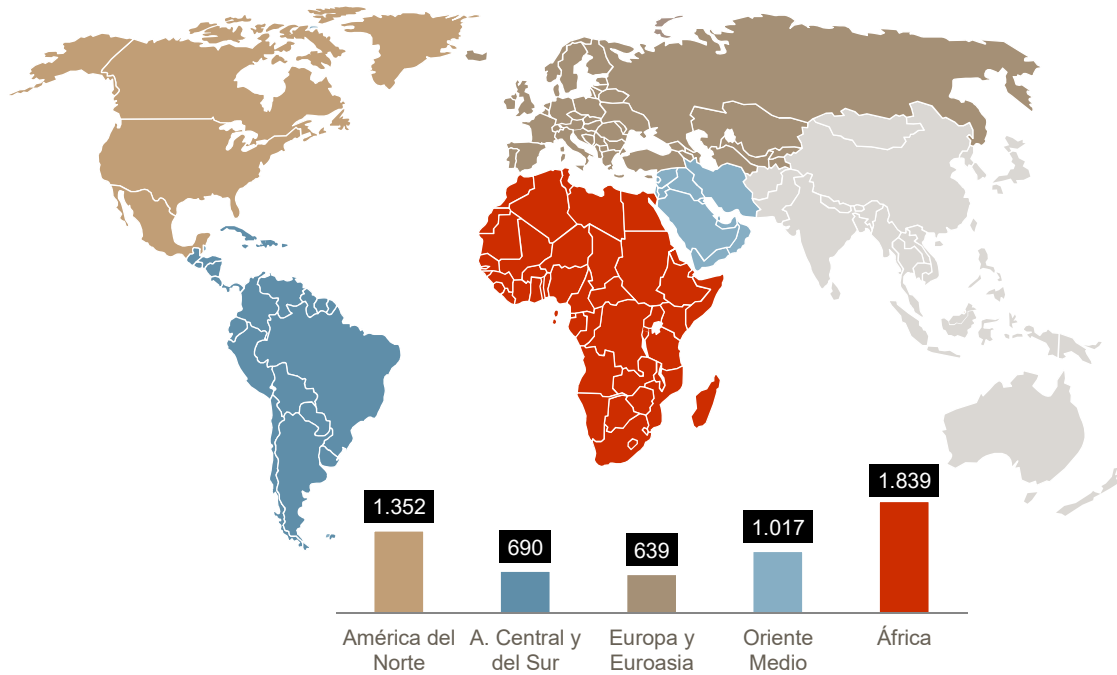 1.352
690
639
1.017
1.839
América del
Norte
A. Central y
del Sur
Europa y
Euroasia
Oriente
Medio
África